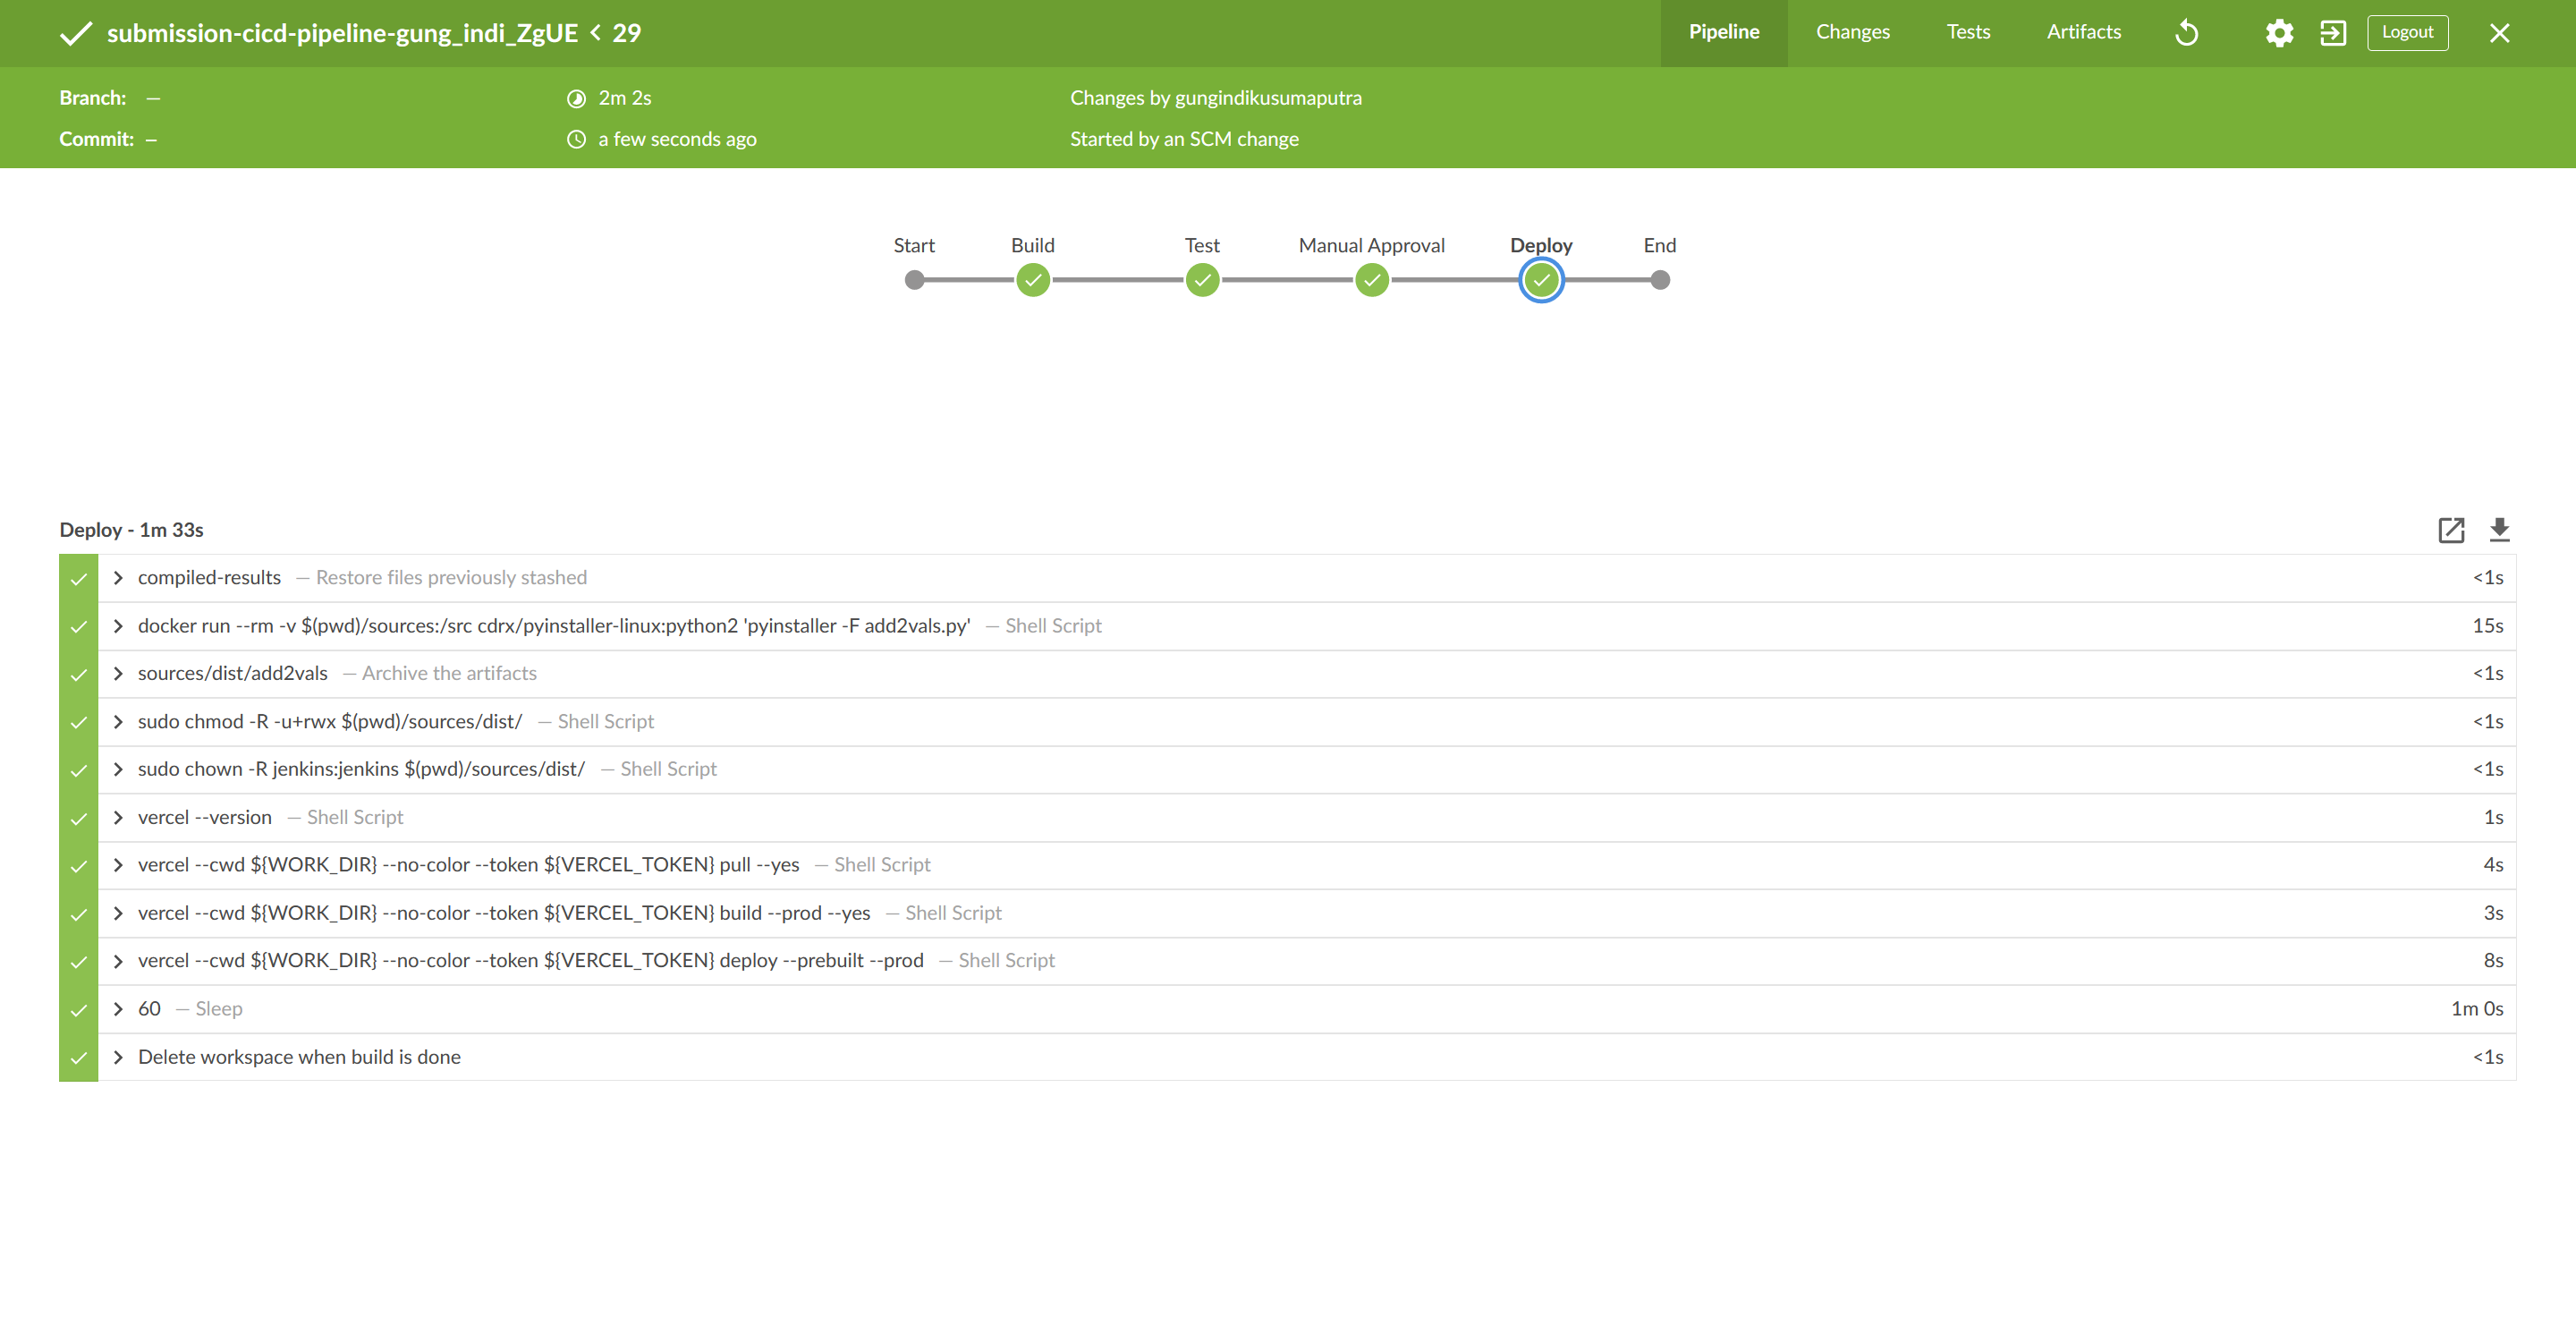 submission-cicd-pipeline-gung_indi_ZgUE < 29
Pipeline
Changes
Tests
Artifacts
Logout
Branch: —
2m 2s
Changes by gungindikusumaputra
Commit: –
a few seconds ago
Started by an SCM change
Start
Build
Test
Manual Approval
Deploy
End
Deploy - 1m 33s
compiled-results — Restore files previously stashed <1s
docker run --rm -v $(pwd)/sources:/src cdrx/pyinstaller-linux:python2 'pyinstaller -F add2vals.py' — Shell Script 15s
sources/dist/add2vals — Archive the artifacts <1s
sudo chmod -R -u+rwx $(pwd)/sources/dist/ — Shell Script <1s
sudo chown -R jenkins:jenkins $(pwd)/sources/dist/ — Shell Script <1s
vercel --version — Shell Script 1s
vercel --cwd ${WORK_DIR} --no-color --token ${VERCEL_TOKEN} pull --yes — Shell Script 4s
vercel --cwd ${WORK_DIR} --no-color --token ${VERCEL_TOKEN} build --prod --yes — Shell Script 3s
vercel --cwd ${WORK_DIR} --no-color --token ${VERCEL_TOKEN} deploy --prebuilt --prod — Shell Script 8s
60 — Sleep 1m 0s
Delete workspace when build is done <1s